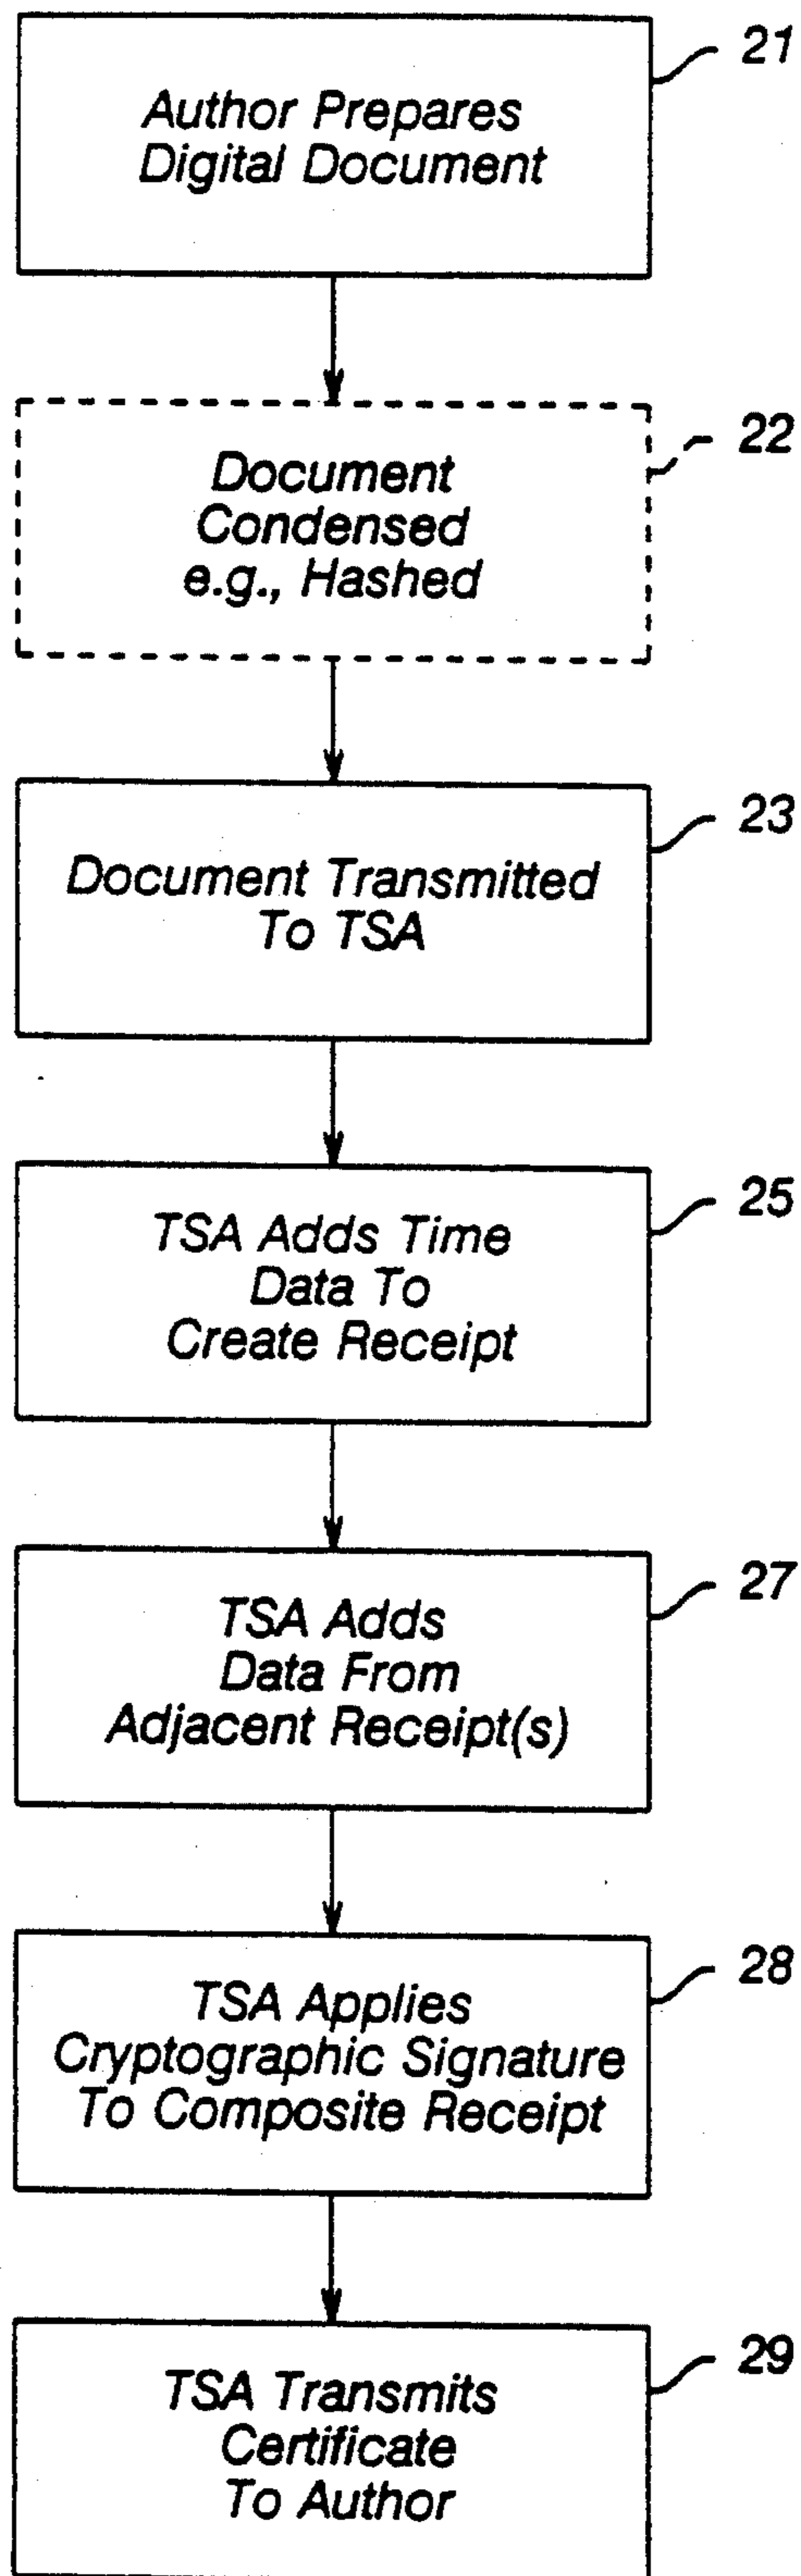 21
Author Prepares
Digital Document
22
Document
Condensed
e.g., Hashed
23
Document Transmitted
To TSA
25
TSA Adds Time
Data To
Create Receipt
27
TSA Adds
Data From
Adjacent Receipt(s)
28
TSA Applies
Cryptographic Signature
To Composite Receipt
29
TSA Transmits
Certificate
To Author